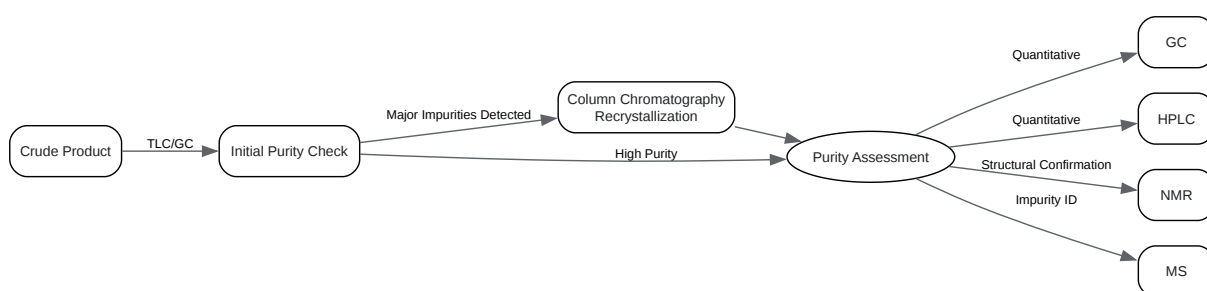 Crude Product
TLC/GC
Initial Purity Check
Major Impurities Detected
High Purity
Column Chromatography
Recrystallization
Purity Assessment
Quantitative
Quantitative
Structural Confirmation
Impurity ID
GC
HPLC
NMR
MS